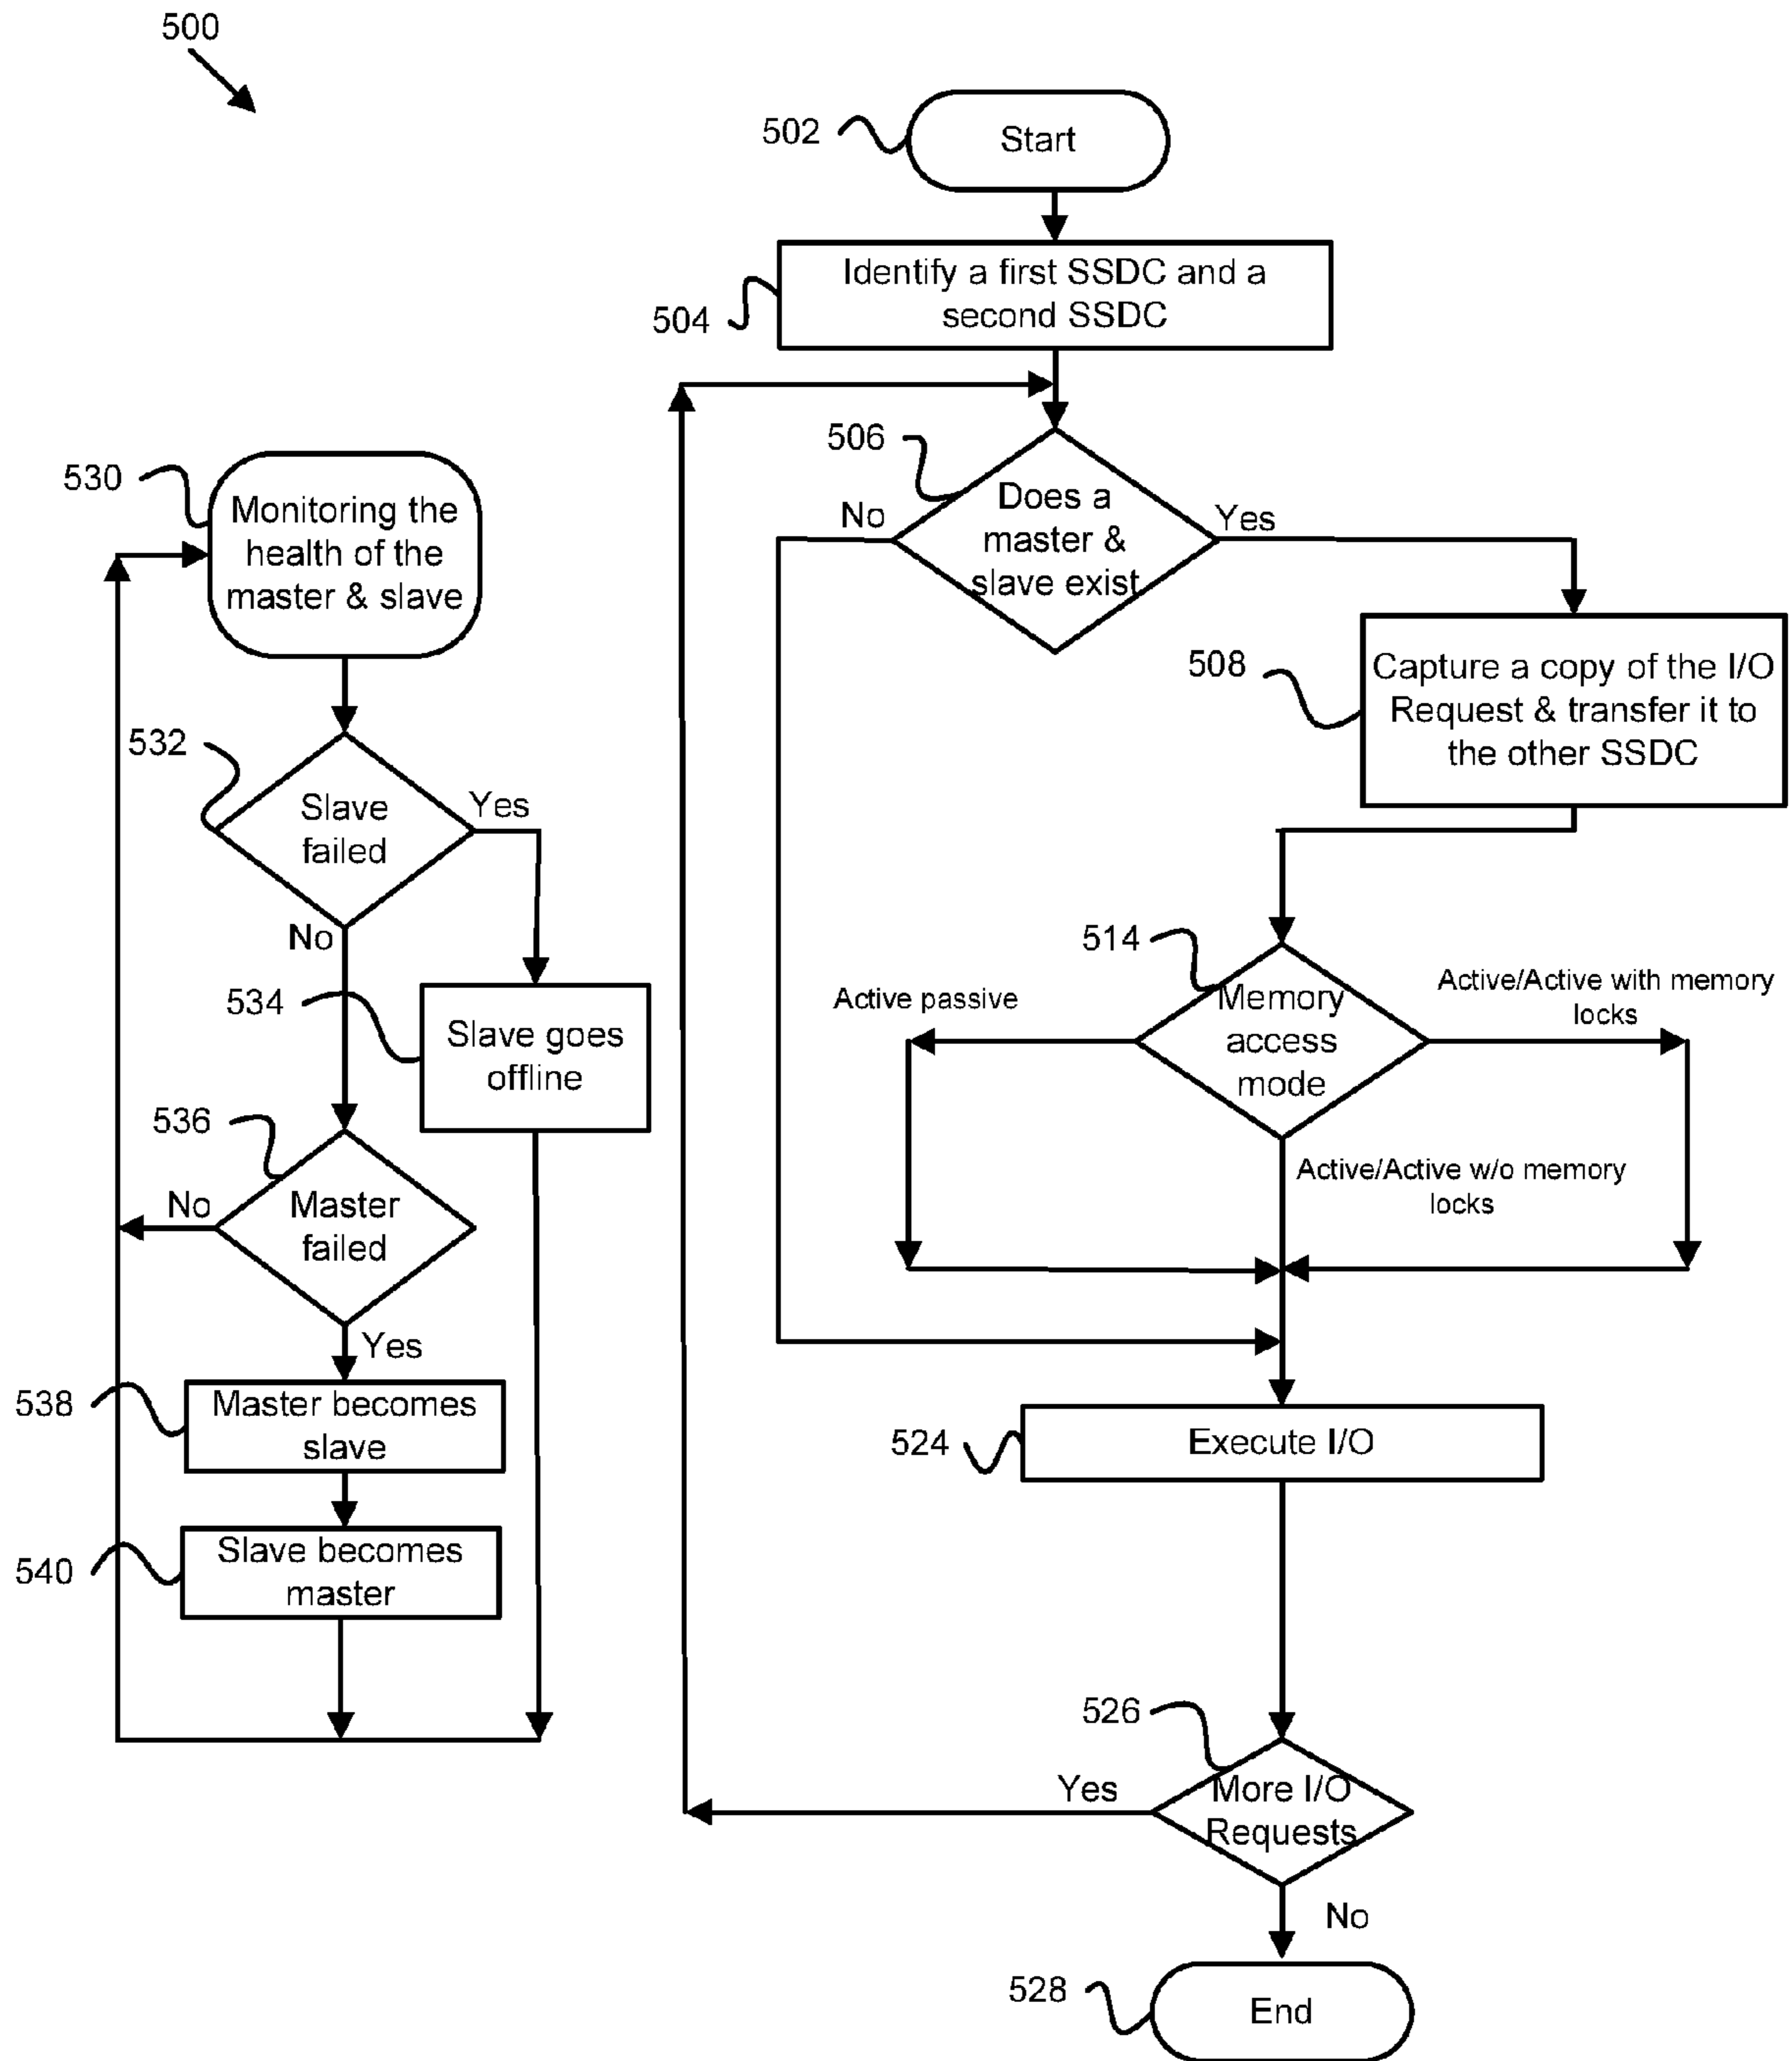 500
502
Start
504
Identify a first SSDC and a
second SSDC
506
Does a
master &
slave exist
No
Yes
508
Capture a copy of the I/O
Request & transfer it to
the other SSDC
514
Memory
access
mode
Active passive
Active/Active with memory
locks
Active/Active w/o memory
locks
524
Execute I/O
526
More I/O
Requests
Yes
No
528
End
530
Monitoring the
health of the
master & slave
532
Slave
failed
Yes
No
534
Slave goes
offline
536
Master
failed
No
Yes
538
Master becomes
slave
540
Slave becomes
master